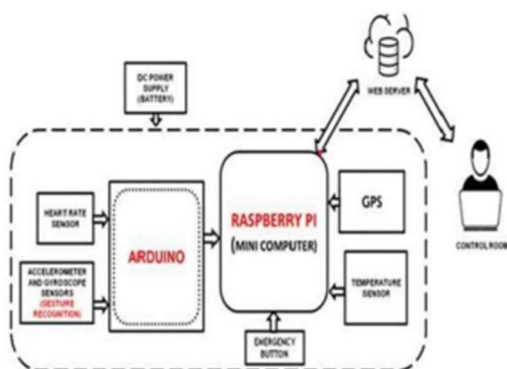 DC POWER
SUPPLY
(BATTERY)
WEB SERVER
CONTROL ROOM
HEART RATE
SENSOR
ACCELEROMETER
AND GYROSCOPE
SENSORS
(GESTURE
RECOGNITION)
ARDUINO
RASPBERRY PI
(MINI COMPUTER)
GPS
TEMPERATURE
SENSOR
EMERGENCY
BUTTON